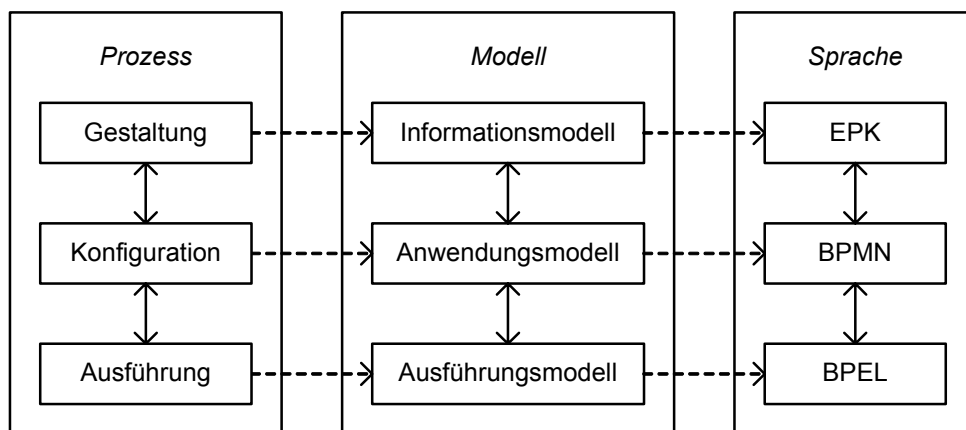 Prozess
Modell
Sprache
Gestaltung
Informationsmodell
EPK
Konfiguration
Anwendungsmodell
BPMN
Ausführung
Ausführungsmodell
BPEL